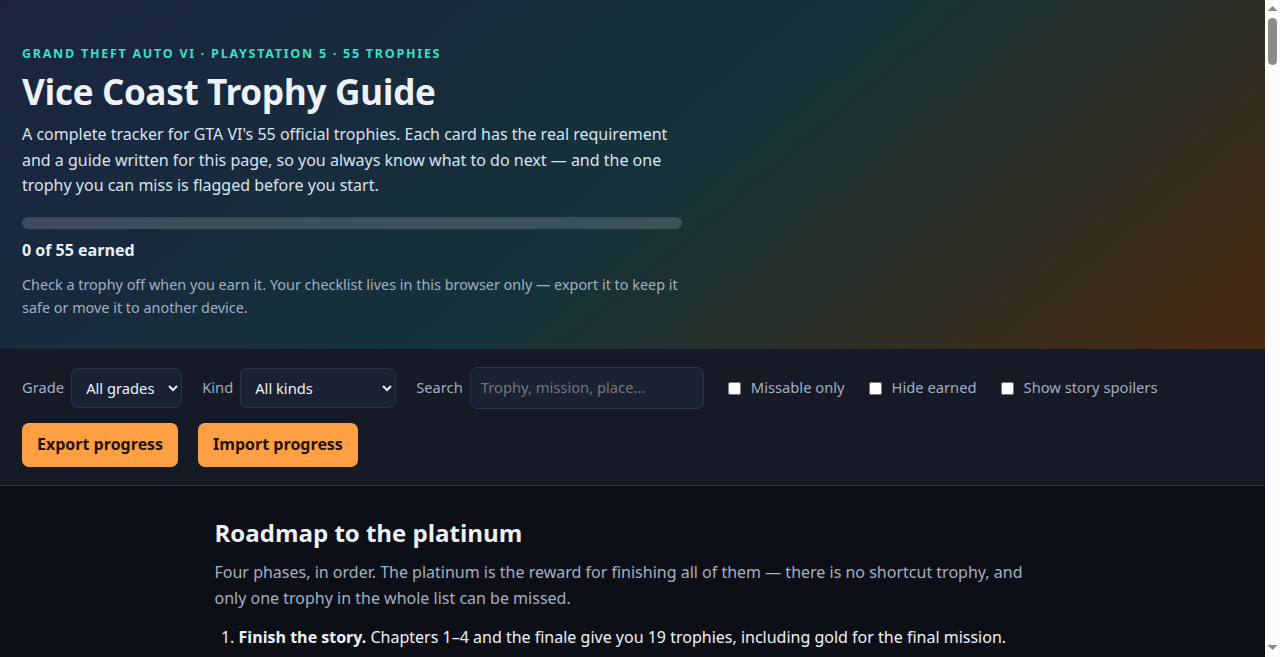 GRAND THEFT AUTO VI · PLAYSTATION 5 · 55 TROPHIES
Vice Coast Trophy Guide
A complete tracker for GTA VI's 55 official trophies. Each card has the real requirement
and a guide written for this page, so you always know what to do next — and the one
trophy you can miss is flagged before you start.
0 of 55 earned
Check a trophy off when you earn it. Your checklist lives in this browser only — export it to keep it
safe or move it to another device.
Grade All grades Kind All kinds Search Trophy, mission, place... Missable only Hide earned Show story spoilers
Export progress Import progress
Roadmap to the platinum
Four phases, in order. The platinum is the reward for finishing all of them — there is no shortcut trophy, and
only one trophy in the whole list can be missed.
1. Finish the story. Chapters 1–4 and the finale give you 19 trophies, including gold for the final mission.